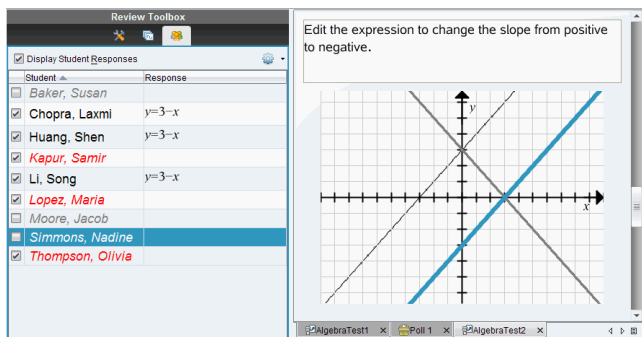 Review Toolbox
Display Student Responses
Student Response
Baker, Susan
Chopra, Laxmi y=3−x
Huang, Shen y=3−x
Kapur, Samir
Li, Song y=3−x
Lopez, Maria
Moore, Jacob
Simmons, Nadine
Thompson, Olivia
Edit the expression to change the slope from positive
to negative.
y
x
AlgebraTest1 × Poll 1 × AlgebraTest2 ×